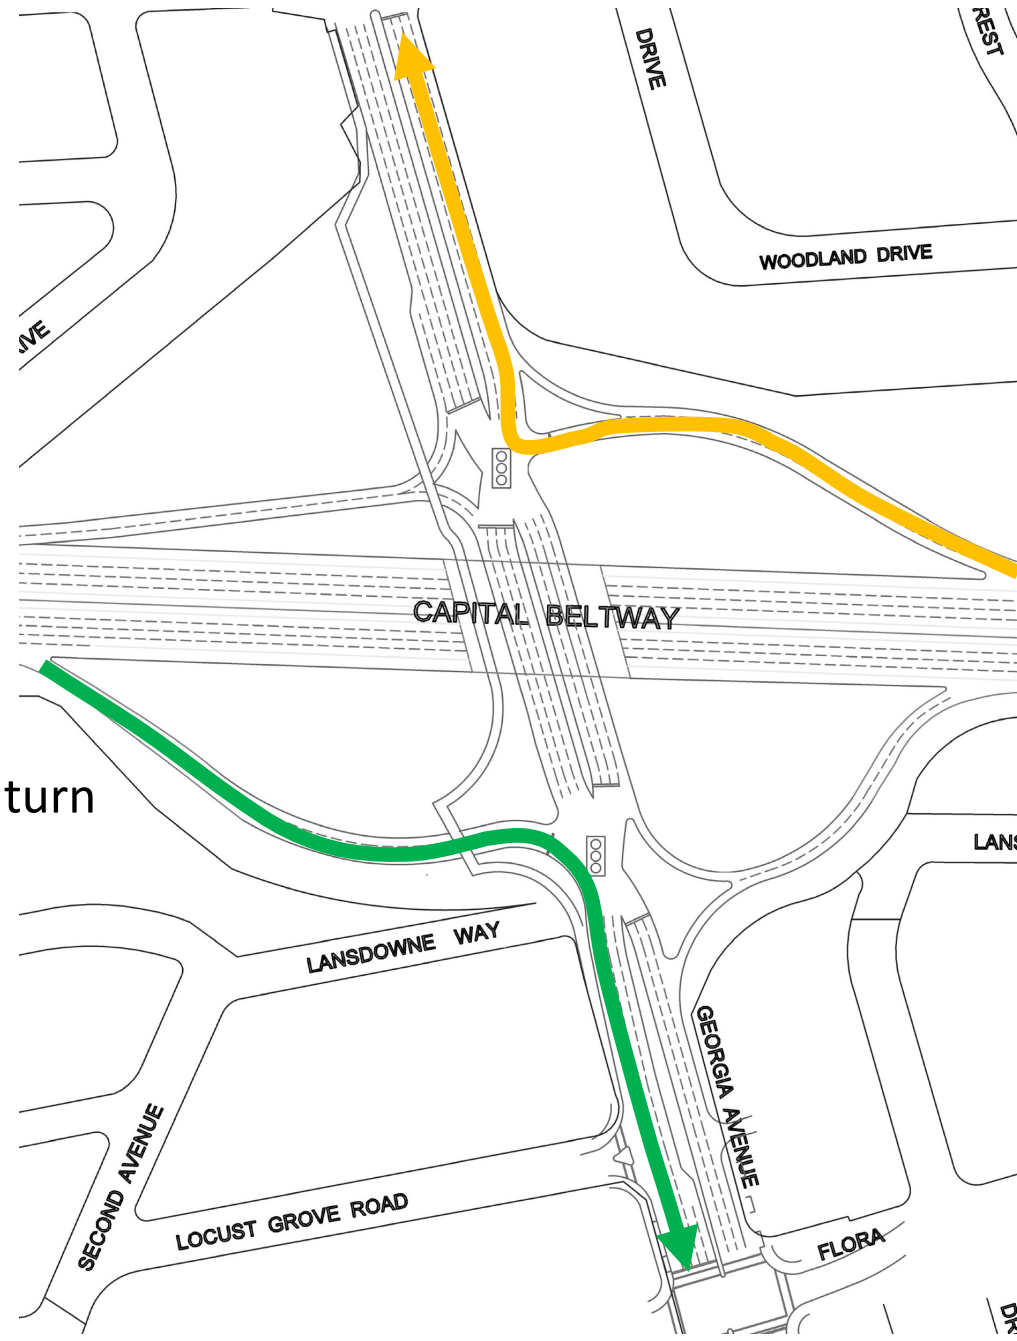 DRIVE
REST
WOODLAND DRIVE
IVE
CAPITAL BELTWAY
turn
LANS
LANSDOWNE WAY
GEORGIA AVENUE
SECOND AVENUE
LOCUST GROVE ROAD
FLORA
DR